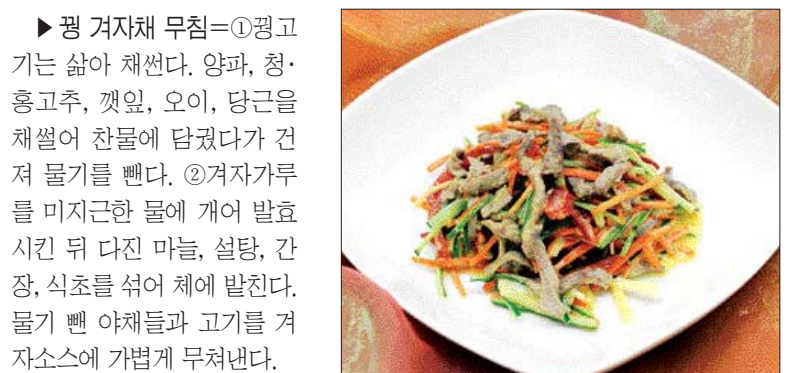 ▶꿩 겨자채 무침=①꿩고
기는 삶아 채썬다. 양파, 청·
홍고추, 깻잎, 오이, 당근을
채썰어 찬물에 담궜다가 건
져 물기를 뺀다. ②겨자가루
를 미지근한 물에 개어 발효
시킨 뒤 다진 마늘, 설탕, 간
장, 식초를 섞어 체에 밭친다.
물기 뺀 야채들과 고기를 겨
자소스에 가볍게 무쳐낸다.